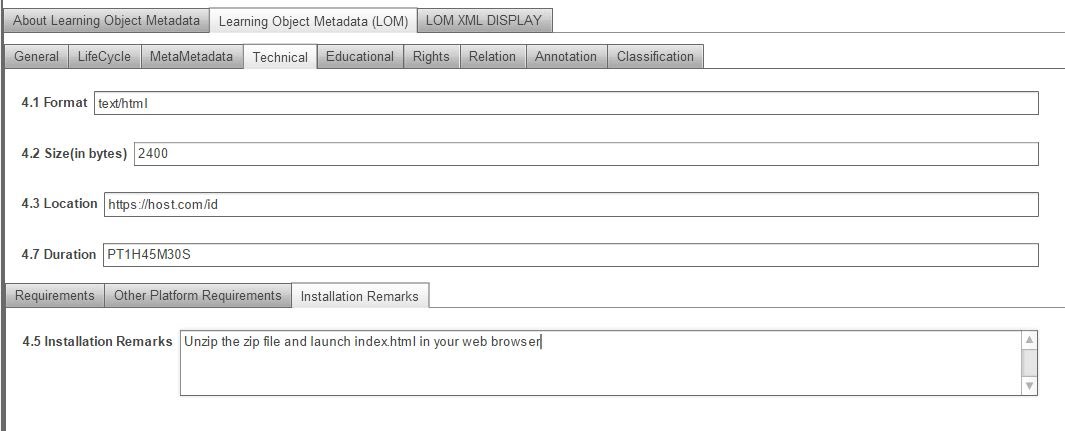 About Learning Object Metadata Learning Object Metadata (LOM) LOM XML DISPLAY
General LifeCycle MetaMetadata Technical Educational Rights Relation Annotation Classification
4.1 Format text/html
4.2 Size(in bytes) 2400
4.3 Location https://host.com/id
4.7 Duration PT1H45M30S
Requirements Other Platform Requirements Installation Remarks
4.5 Installation Remarks Unzip the zip file and launch index.html in your web browser